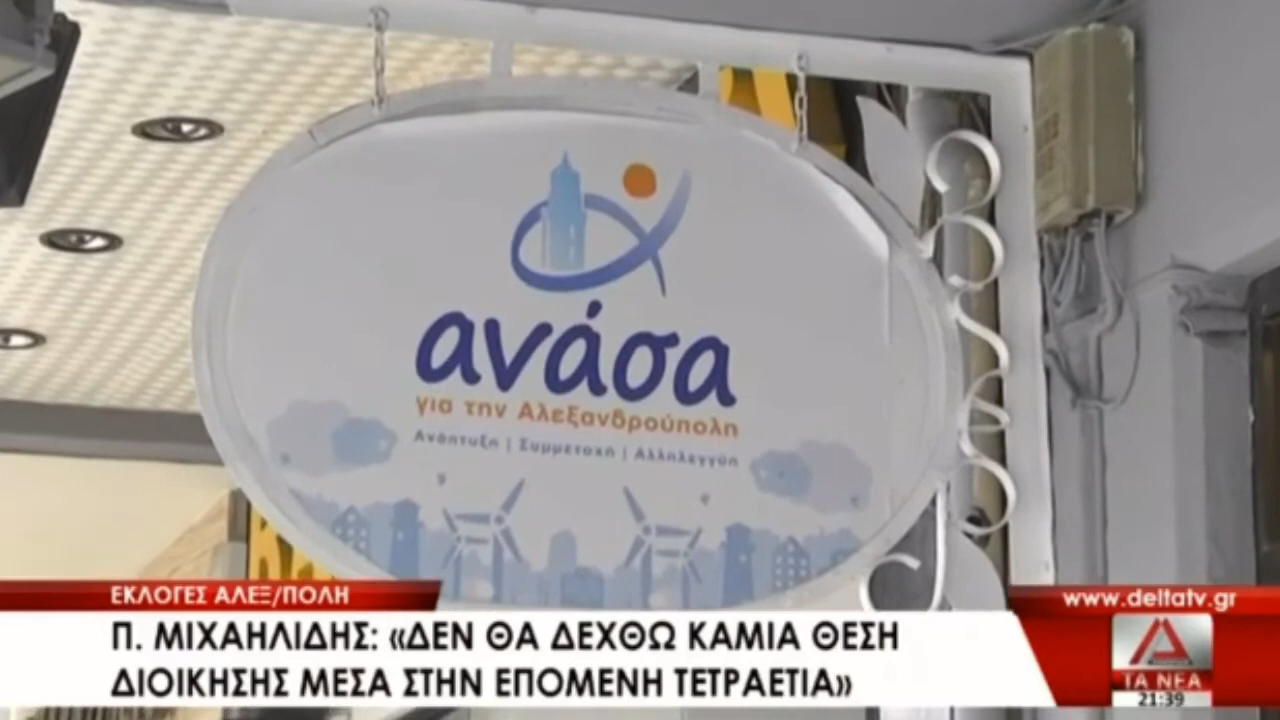 ανάσα
για την Αλεξανδρούπολη
Ανάπτυξη | Συμμετοχή | Αλληλεγγύη
ΕΚΛΟΓΕΣ ΑΛΕΞ/ΠΟΛΗ
Π. ΜΙΧΑΗΛΙΔΗΣ: «ΔΕΝ ΘΑ ΔΕΧΘΩ ΚΑΜΙΑ ΘΕΣΗ
ΔΙΟΙΚΗΣΗΣ ΜΕΣΑ ΣΤΗΝ ΕΠΟΜΕΝΗ ΤΕΤΡΑΕΤΙΑ»
www.deltatv.gr
ΤΑ ΝΕΑ
21:39